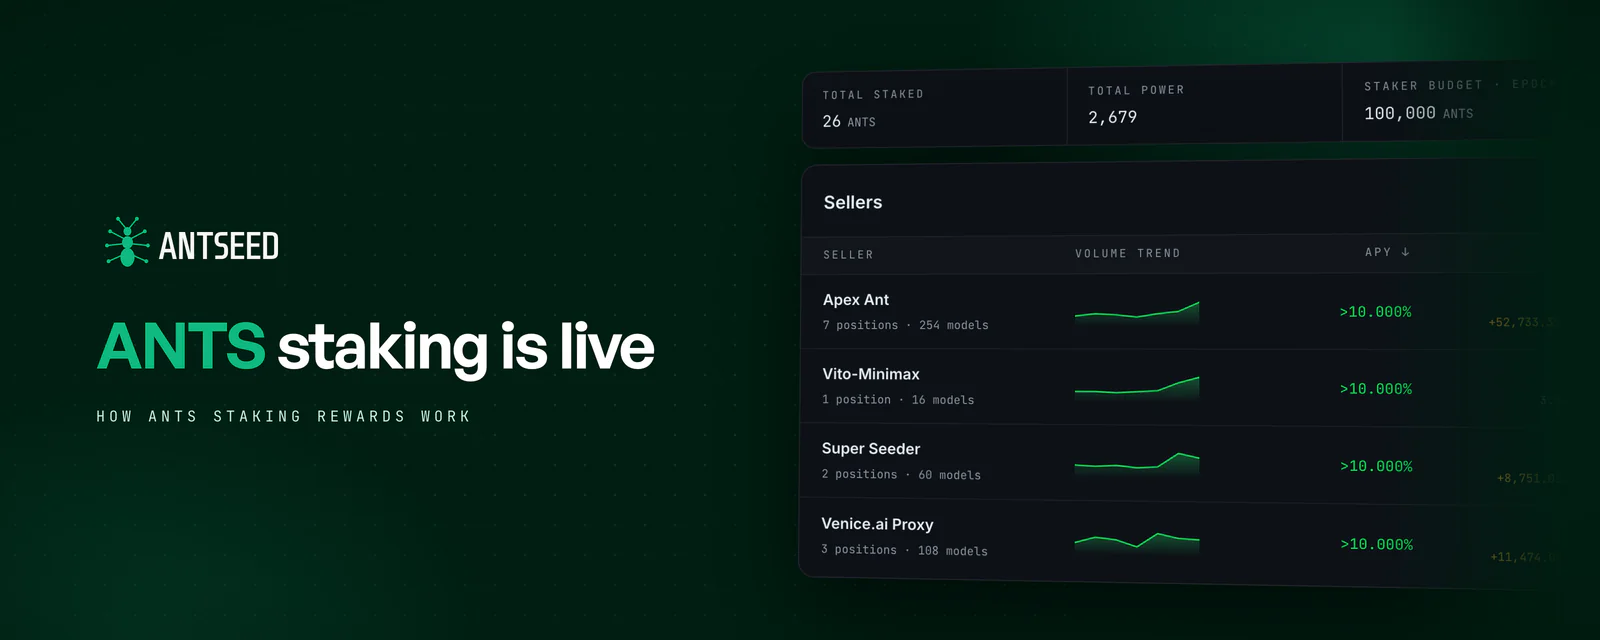 ANTSEED
ANTS staking is live
HOW ANTS STAKING REWARDS WORK
TOTAL STAKED
26 ANTS
TOTAL POWER
2,679
STAKER BUDGET ·
100,000 ANTS
Sellers
SELLER VOLUME TREND APY ↓
Apex Ant
7 positions · 254 models
>10.000%
Vito-Minimax
1 position · 16 models
>10.000%
Super Seeder
2 positions · 60 models
>10.000%
Venice.ai Proxy
3 positions · 108 models
>10.000%